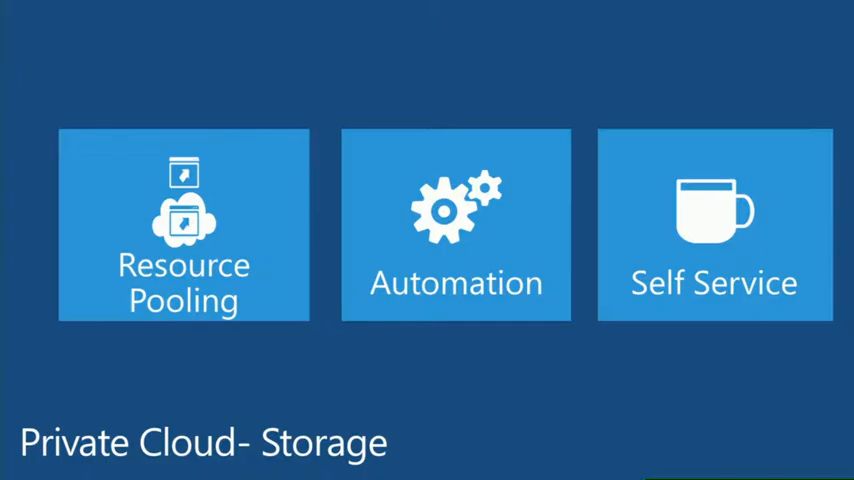 Resource
Pooling
Automation
Self Service
Private Cloud- Storage